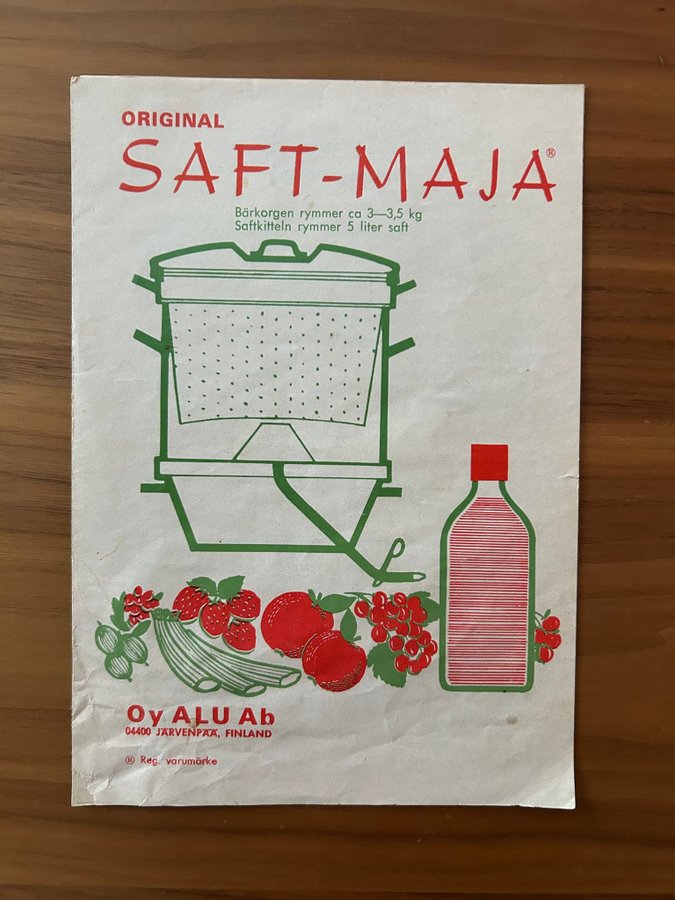 ORIGINAL
SAFT-MAJA®
Bärkorgen rymmer ca 3—3,5 kg
Saftkitteln rymmer 5 liter saft
Oy ALU Ab
04400 JÄRVENPÄÄ, FINLAND
® Reg. varumärke